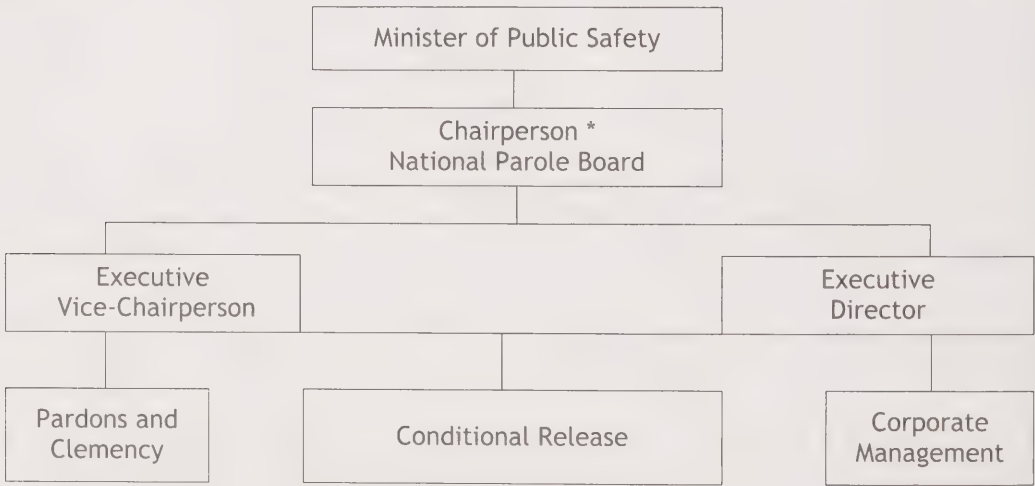 Minister of Public Safety
Chairperson *
National Parole Board
Executive
Vice-Chairperson
Executive
Director
Pardons and
Clemency
Conditional Release
Corporate
Management